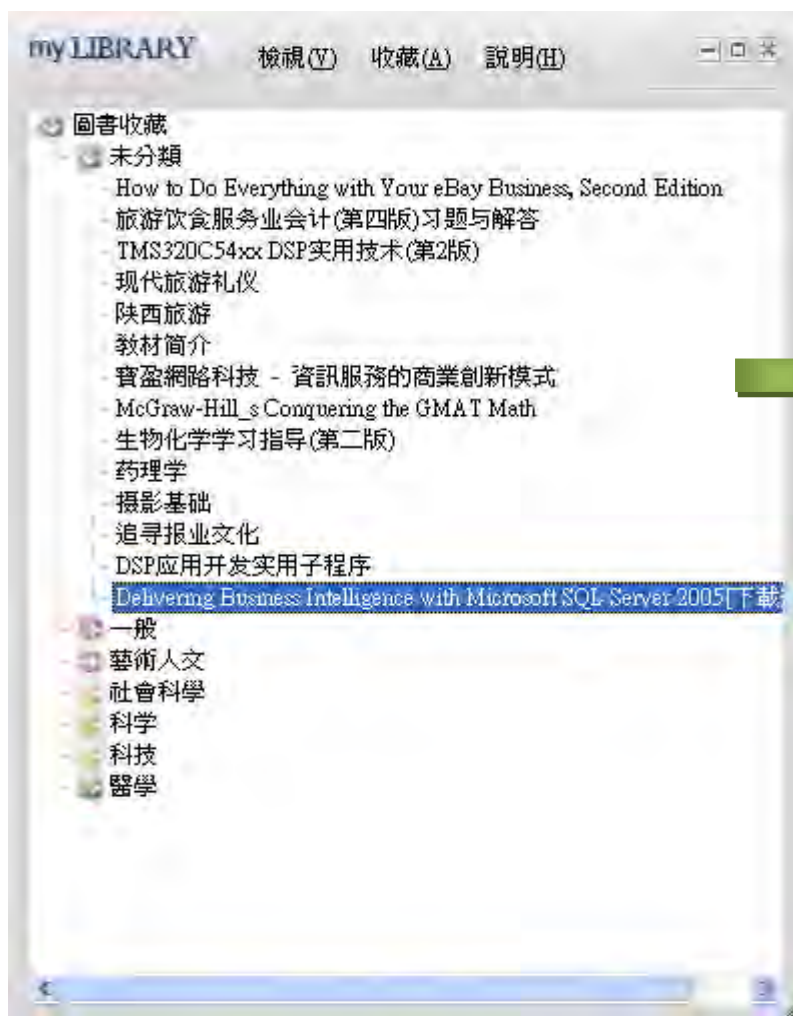 my LIBRARY 檢視(V) 收藏(A) 說明(H)
圖書收藏
未分類
How to Do Everything with Your eBay Business, Second Edition
旅游饮食服务业会计(第四版)习题与解答
TMS320C54xx DSP实用技术(第2版)
现代旅游礼仪
陕西旅游
教材简介
寶盈網路科技 - 資訊服務的商業創新模式
McGraw-Hill_s Conquering the GMAT Math
生物化学学习指导(第二版)
药理学
摄影基础
追寻报业文化
DSP应用开发实用子程序
Delivering Business Intelligence with Microsoft SQL Server 2005[下載
一般
藝術人文
社會科學
科学
科技
醫學